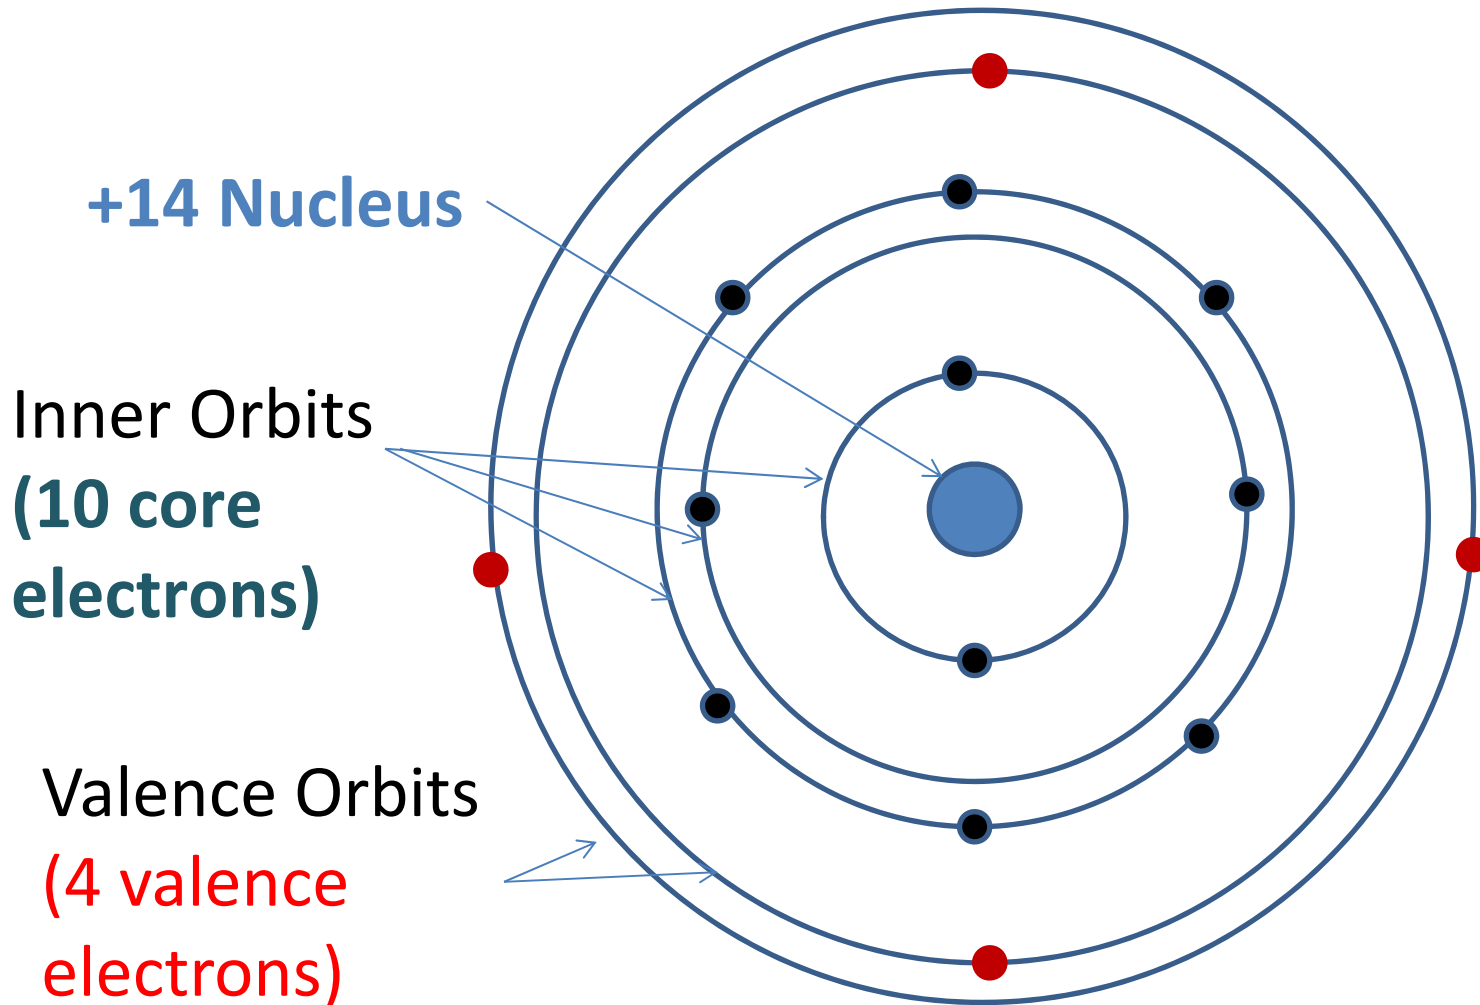 +14 Nucleus
Inner Orbits
(10 core
electrons)
Valence Orbits
(4 valence
electrons)